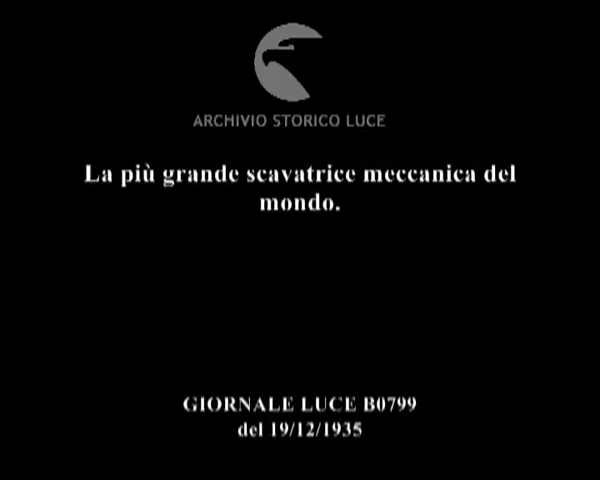 ARCHIVIO STORICO LUCE
La più grande scavatrice meccanica del
mondo.
GIORNALE LUCE B0799
del 19/12/1935